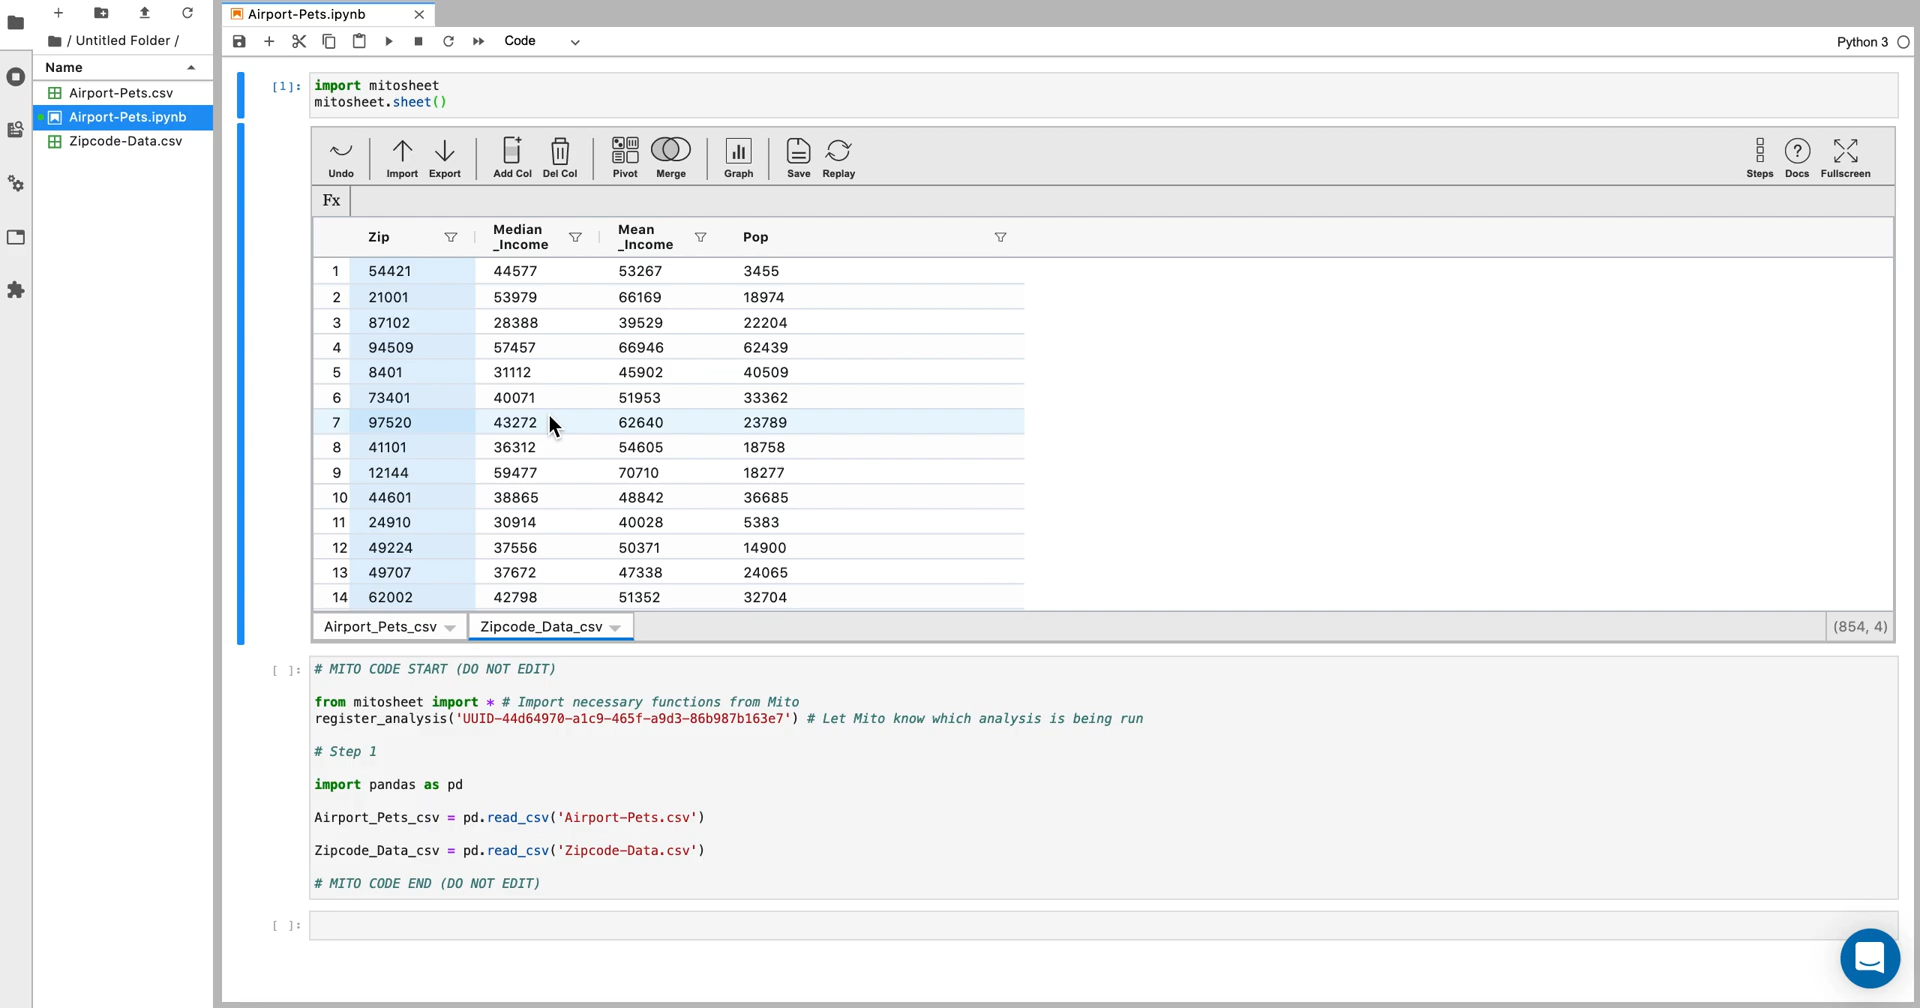 Airport-Pets.ipynb
/ Untitled Folder /
Code
Python 3
Name
Airport-Pets.csv
Airport-Pets.ipynb
Zipcode-Data.csv
[1]:
import mitosheet
mitosheet.sheet()
Undo Import Export Add Col Del Col Pivot Merge Graph Save Replay Steps Docs Fullscreen
Fx
Zip Median_Income Mean_Income Pop
1 54421 44577 53267 3455
2 21001 53979 66169 18974
3 87102 28388 39529 22204
4 94509 57457 66946 62439
5 8401 31112 45902 40509
6 73401 40071 51953 33362
7 97520 43272 62640 23789
8 41101 36312 54605 18758
9 12144 59477 70710 18277
10 44601 38865 48842 36685
11 24910 30914 40028 5383
12 49224 37556 50371 14900
13 49707 37672 47338 24065
14 62002 42798 51352 32704
Airport_Pets_csv Zipcode_Data_csv (854, 4)
[ ]:
# MITO CODE START (DO NOT EDIT)
from mitosheet import * # Import necessary functions from Mito
register_analysis('UUID-44d64970-a1c9-465f-a9d3-86b987b163e7') # Let Mito know which analysis is being run
# Step 1
import pandas as pd
Airport_Pets_csv = pd.read_csv('Airport-Pets.csv')
Zipcode_Data_csv = pd.read_csv('Zipcode-Data.csv')
# MITO CODE END (DO NOT EDIT)
[ ]: